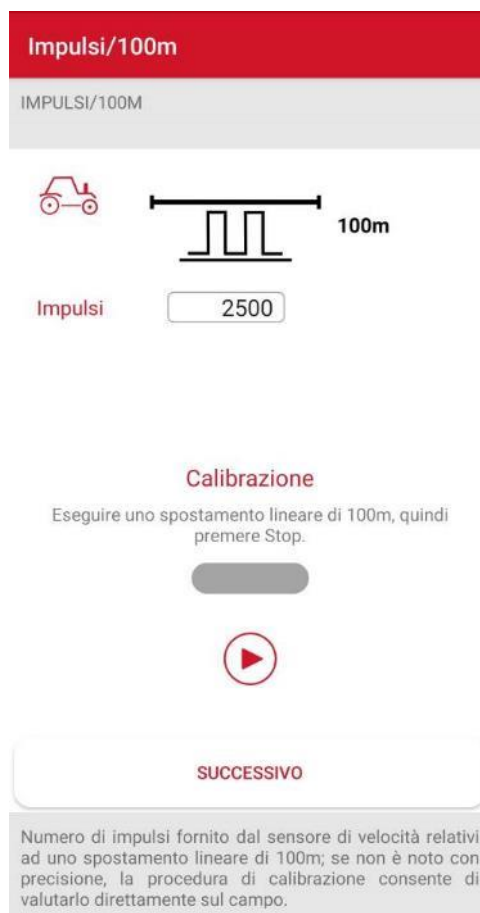 Impulsi/100m
IMPULSI/100M
100m
Impulsi 2500
Calibrazione
Eseguire uno spostamento lineare di 100m, quindi
premere Stop.
SUCCESSIVO
Numero di impulsi fornito dal sensore di velocità relativi
ad uno spostamento lineare di 100m; se non è noto con
precisione, la procedura di calibrazione consente di
valutarlo direttamente sul campo.